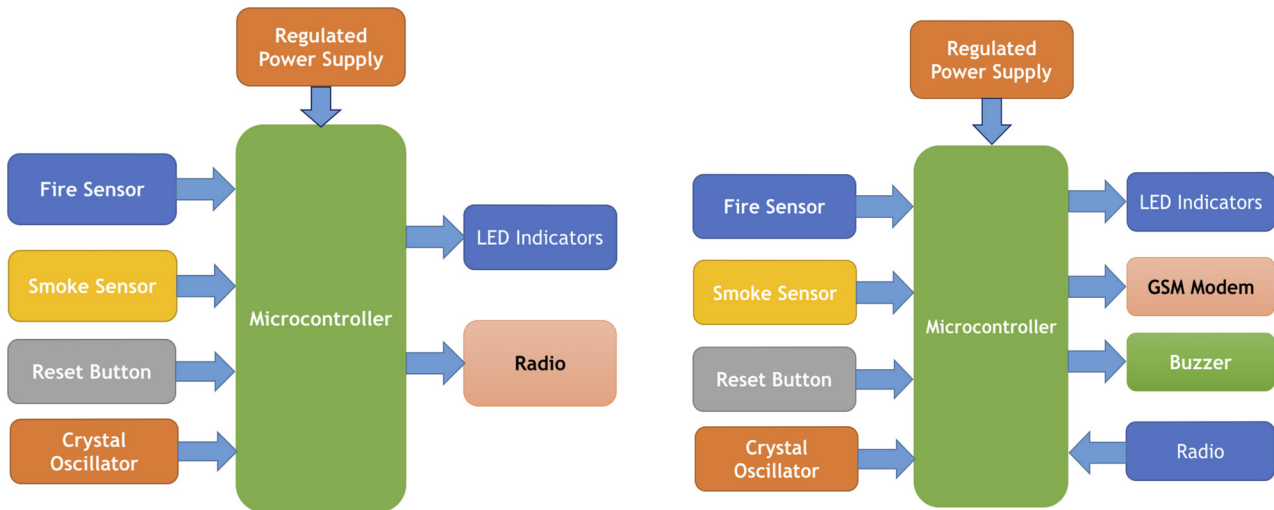 Regulated
Power Supply
Fire Sensor
Smoke Sensor
Reset Button
Crystal
Oscillator
Microcontroller
LED Indicators
Radio
Regulated
Power Supply
Fire Sensor
Smoke Sensor
Reset Button
Crystal
Oscillator
Microcontroller
LED Indicators
GSM Modem
Buzzer
Radio